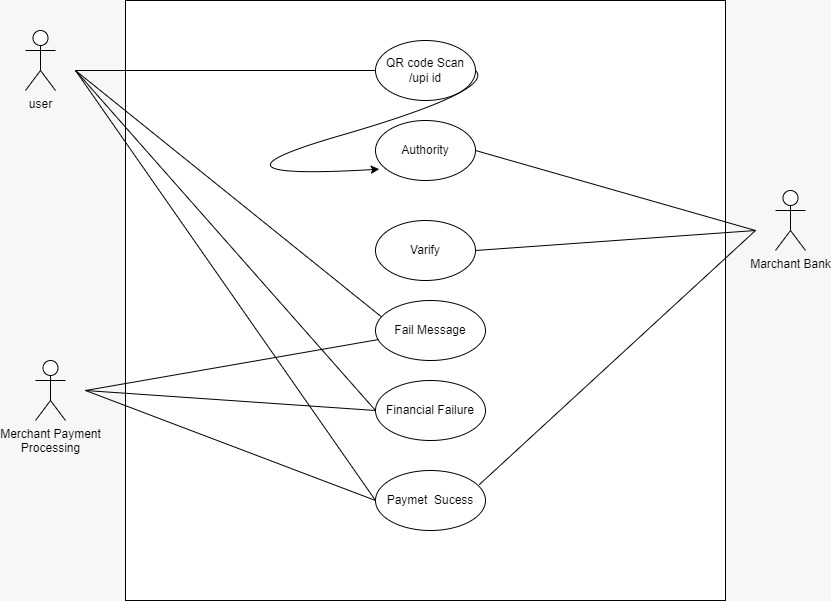 QR code Scan
/upi id
user
Authority
Varify
Marchant Bank
Fail Message
Financial Failure
Merchant Payment
Processing
Paymet Sucess